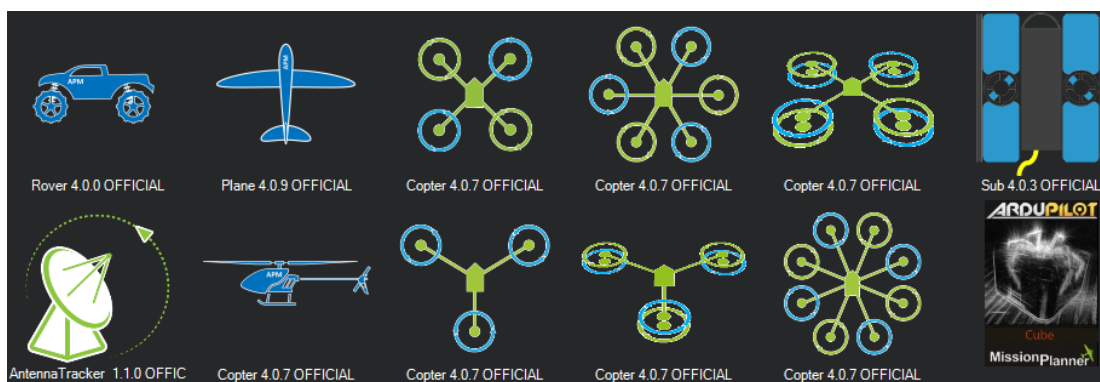 APM
APM
Rover 4.0.0 OFFICIAL
Plane 4.0.9 OFFICIAL
Copter 4.0.7 OFFICIAL
Copter 4.0.7 OFFICIAL
Copter 4.0.7 OFFICIAL
Sub 4.0.3 OFFICIAL
APM
ARDUPILOT
Cube
MissionPlanner
AntennaTracker 1.1.0 OFFIC
Copter 4.0.7 OFFICIAL
Copter 4.0.7 OFFICIAL
Copter 4.0.7 OFFICIAL
Copter 4.0.7 OFFICIAL